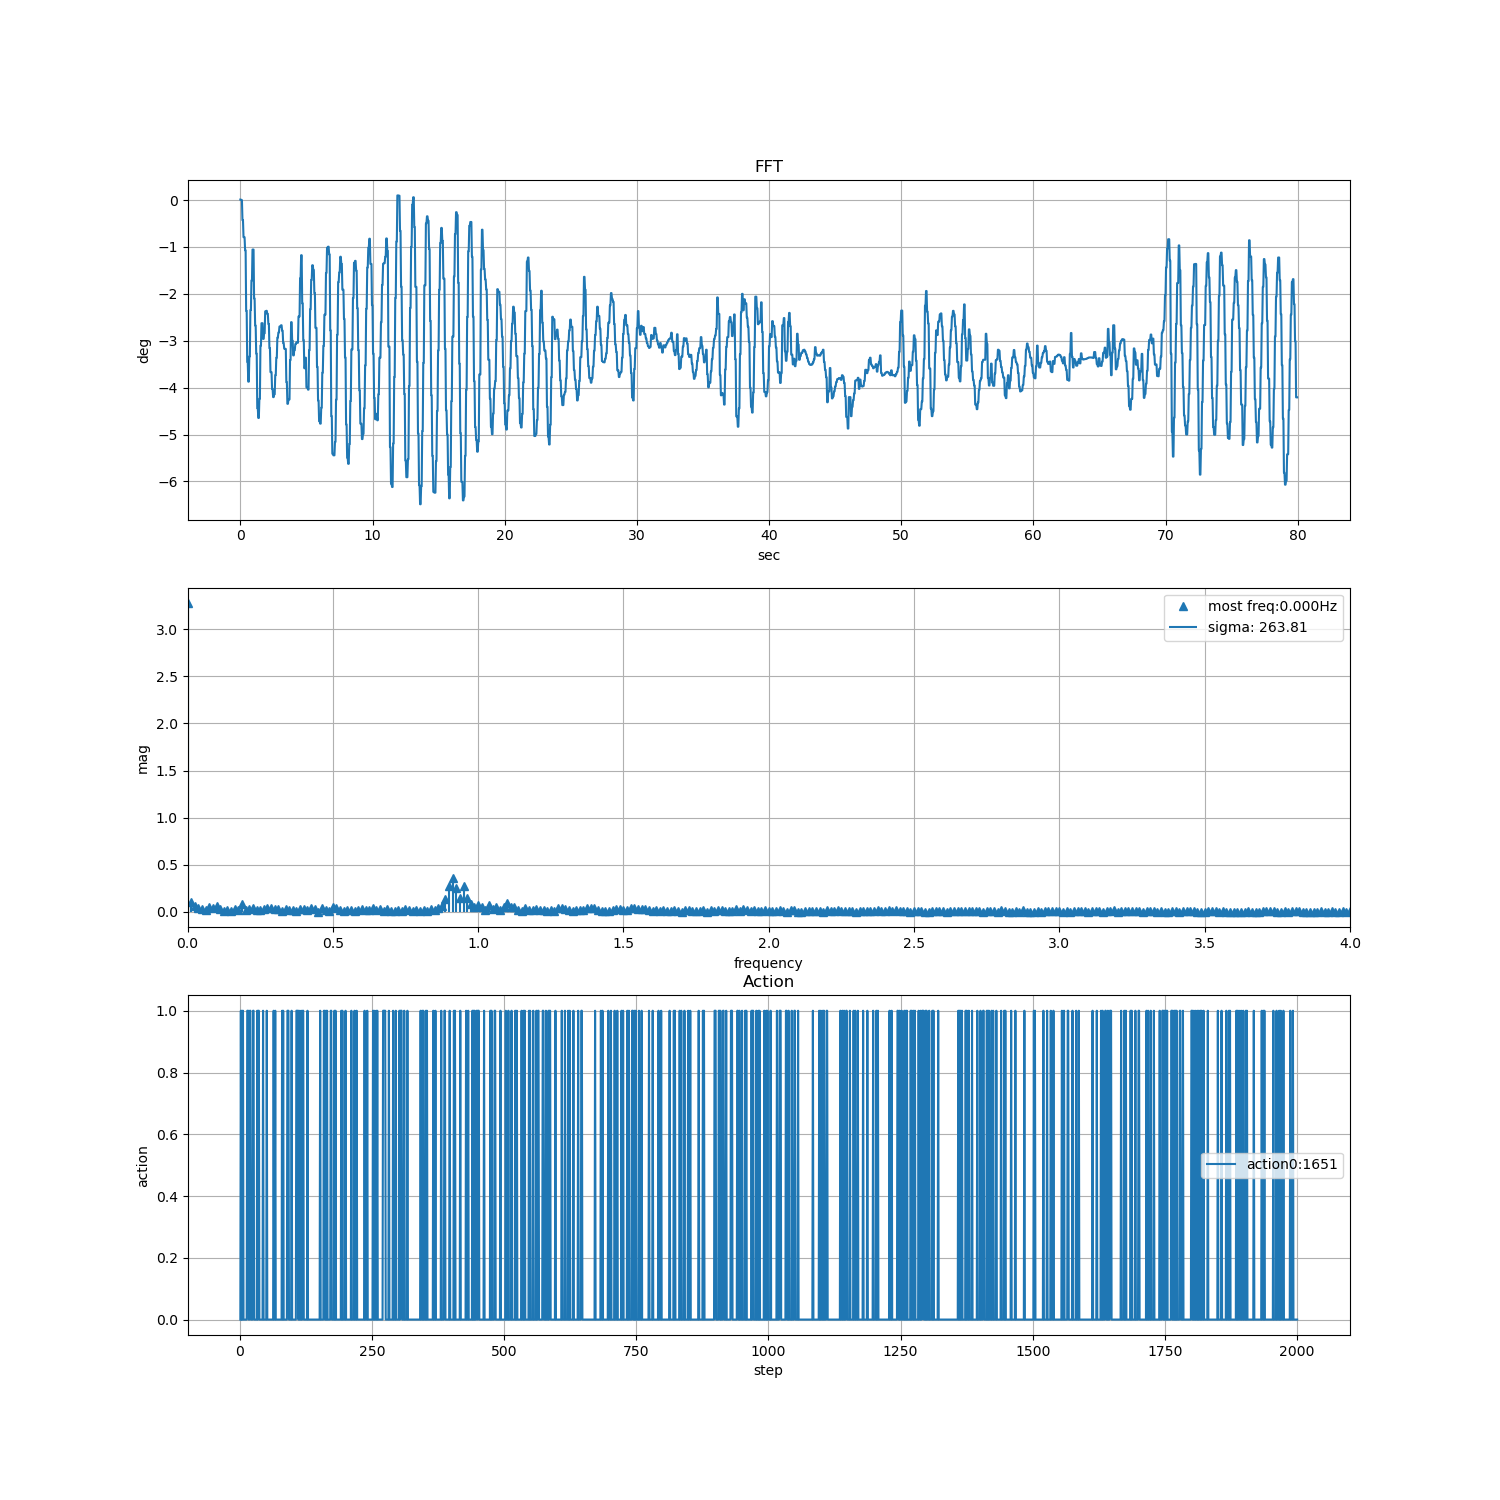 FFT
0
−1
−2
−3
−4
−5
−6
deg
0 10 20 30 40 50 60 70 80
sec
most freq:0.000Hz
sigma: 263.81
3.0
2.5
2.0
1.5
1.0
0.5
0.0
mag
0.0 0.5 1.0 1.5 2.0 2.5 3.0 3.5 4.0
frequency
Action
1.0
0.8
0.6
0.4
0.2
0.0
action
action0:1651
0 250 500 750 1000 1250 1500 1750 2000
step